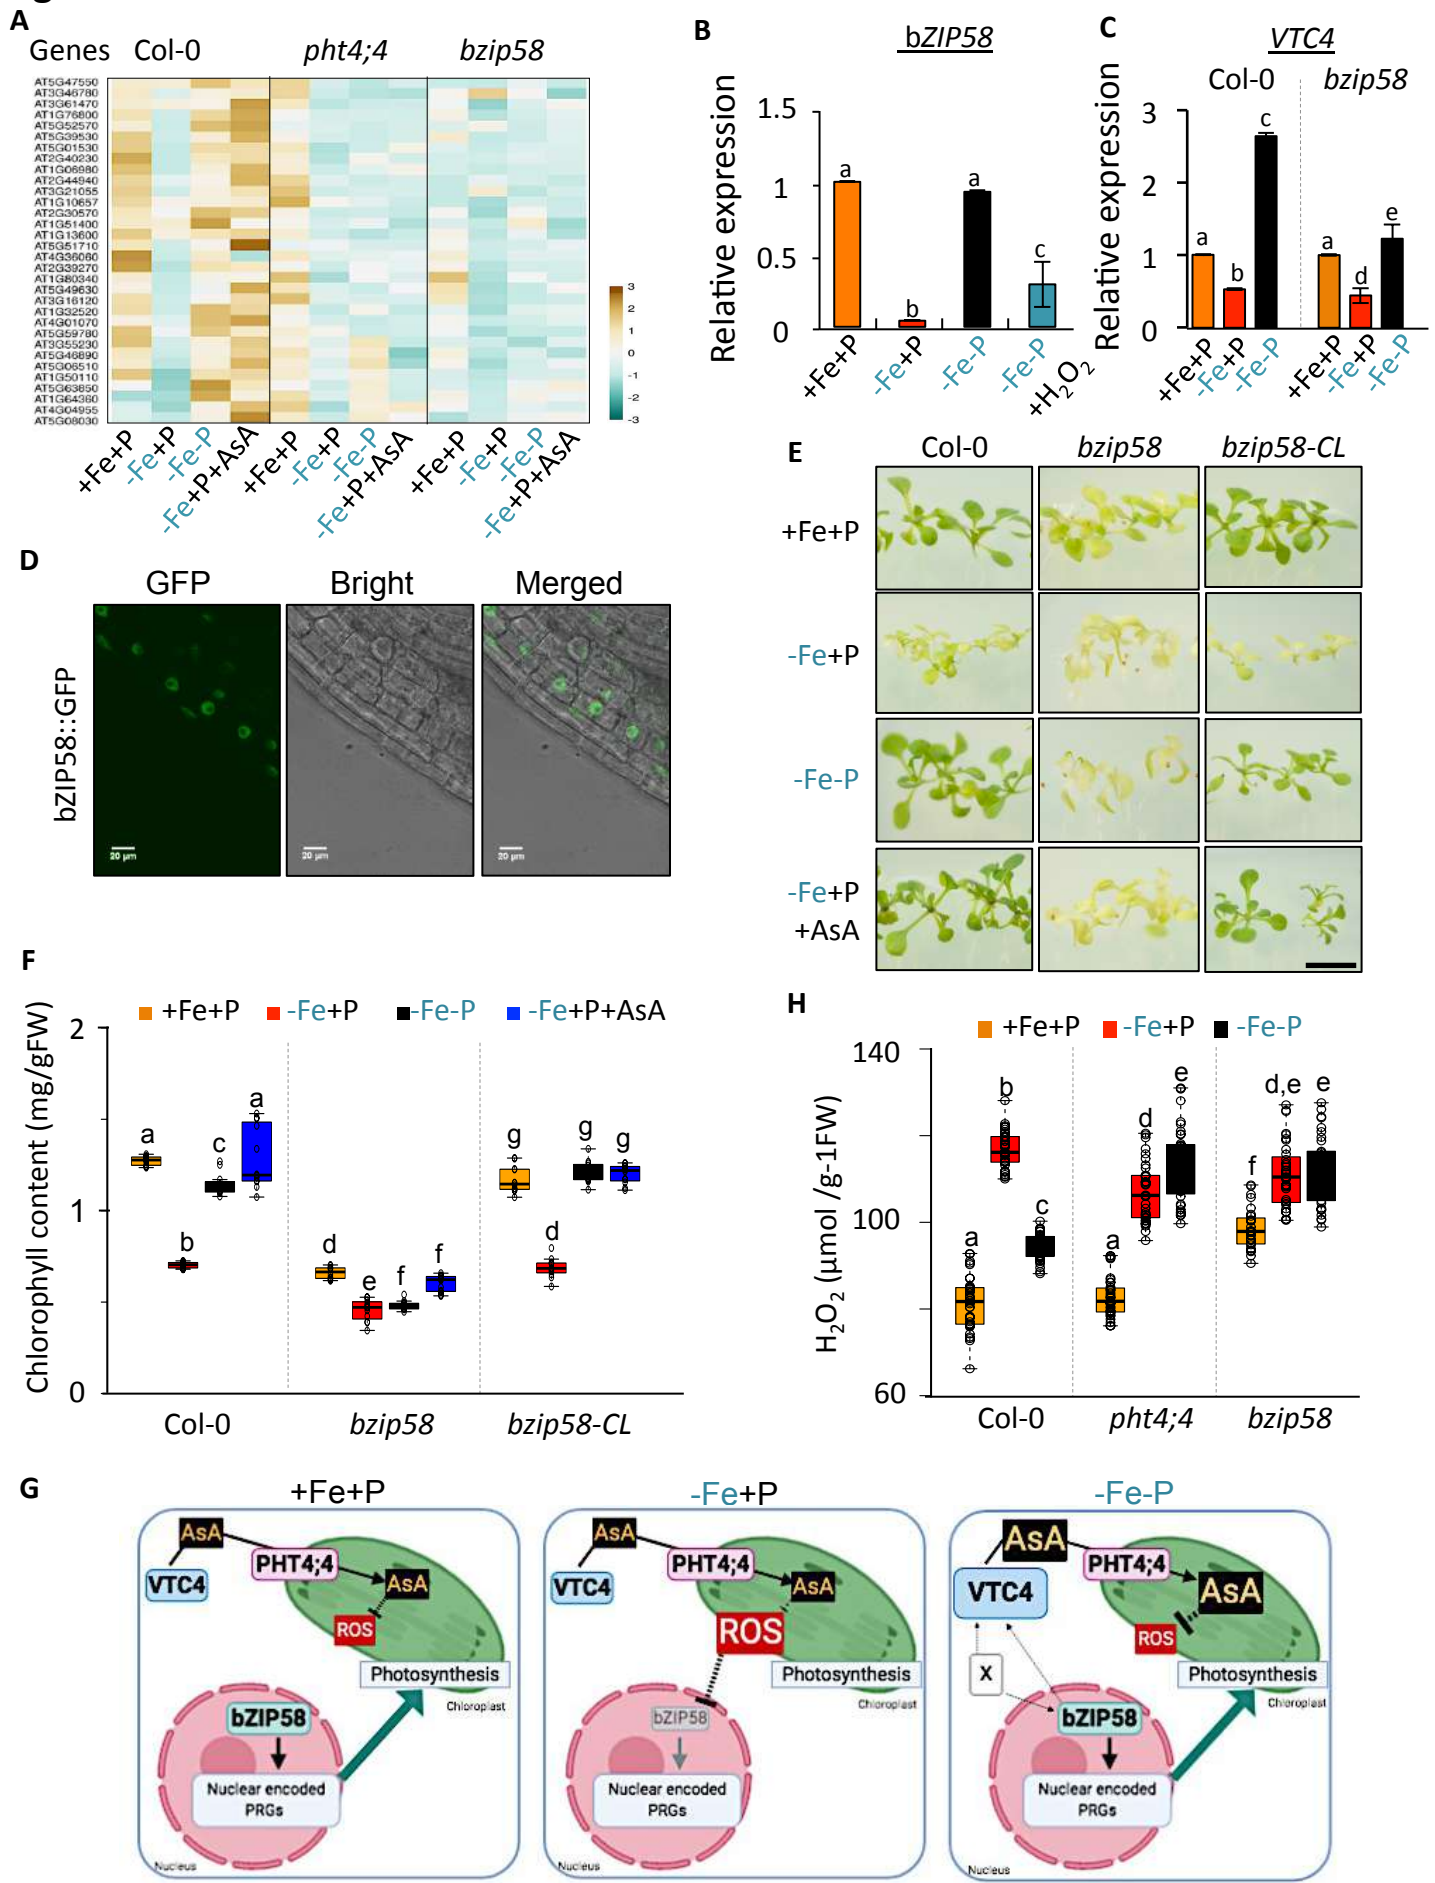 A
Genes Col-0 pht4;4 bzip58
AT5G47550
AT3G46780
AT3G61470
AT1G76800
AT5G52570
AT5G39530
AT5G01530
AT2G40230
AT1G06980
AT2G44940
AT3G21055
AT1G10657
AT2G30570
AT1G51400
AT1G13600
AT5G51710
AT4G36060
AT2G39270
AT1G80340
AT5G49630
AT3G16120
AT1G32520
AT4G01070
AT5G59780
AT3G55230
AT5G46890
AT5G06510
AT1G50110
AT5G63850
AT1G64360
AT4G04955
AT5G08030
3
2
1
0
-1
-2
-3
+Fe+P -Fe+P -Fe-P -Fe+P+AsA +Fe+P -Fe+P -Fe-P -Fe+P+AsA +Fe+P -Fe+P -Fe-P -Fe+P+AsA
B
bZIP58
Relative expression
1.5
1
0.5
0
a b a c
+Fe+P -Fe+P -Fe-P -Fe-P
+H2O2
C
VTC4
Col-0 bzip58
Relative expression
3
2
1
0
a b c a d e
+Fe+P -Fe+P -Fe-P +Fe+P -Fe+P -Fe-P
D
GFP Bright Merged
bZIP58::GFP
20 µm 20 µm 20 µm
E
Col-0 bzip58 bzip58-CL
+Fe+P
-Fe+P
-Fe-P
-Fe+P
+AsA
F
+Fe+P -Fe+P -Fe-P -Fe+P+AsA
Chlorophyll content (mg/gFW)
2
1
0
a b c a d e f f g d g g
Col-0 bzip58 bzip58-CL
H
+Fe+P -Fe+P -Fe-P
H2O2 (µmol /g-1FW)
140
100
60
a b c a d e f d,e e
Col-0 pht4;4 bzip58
G
+Fe+P -Fe+P -Fe-P
AsA
VTC4
PHT4;4
AsA
ROS
Photosynthesis
Chloroplast
bZIP58
Nuclear encoded
PRGs
Nucleus
AsA
VTC4
PHT4;4
AsA
ROS
Photosynthesis
Chloroplast
bZIP58
Nuclear encoded
PRGs
Nucleus
AsA
VTC4
PHT4;4
AsA
ROS
X
Photosynthesis
Chloroplast
bZIP58
Nuclear encoded
PRGs
Nucleus